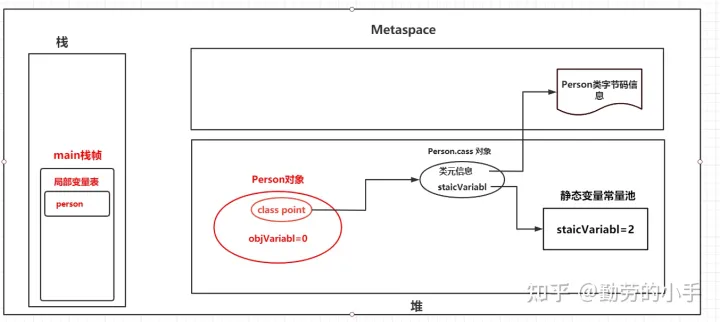 Metaspace
栈
Person类字节码信
息
main栈帧
局部变量表
person
Person.cass 对象
类元信息
staicVariabl
Person对象
class point
objVariabl=0
静态变量常量池
staicVariabl=2
堆
知乎 @勤劳的小手